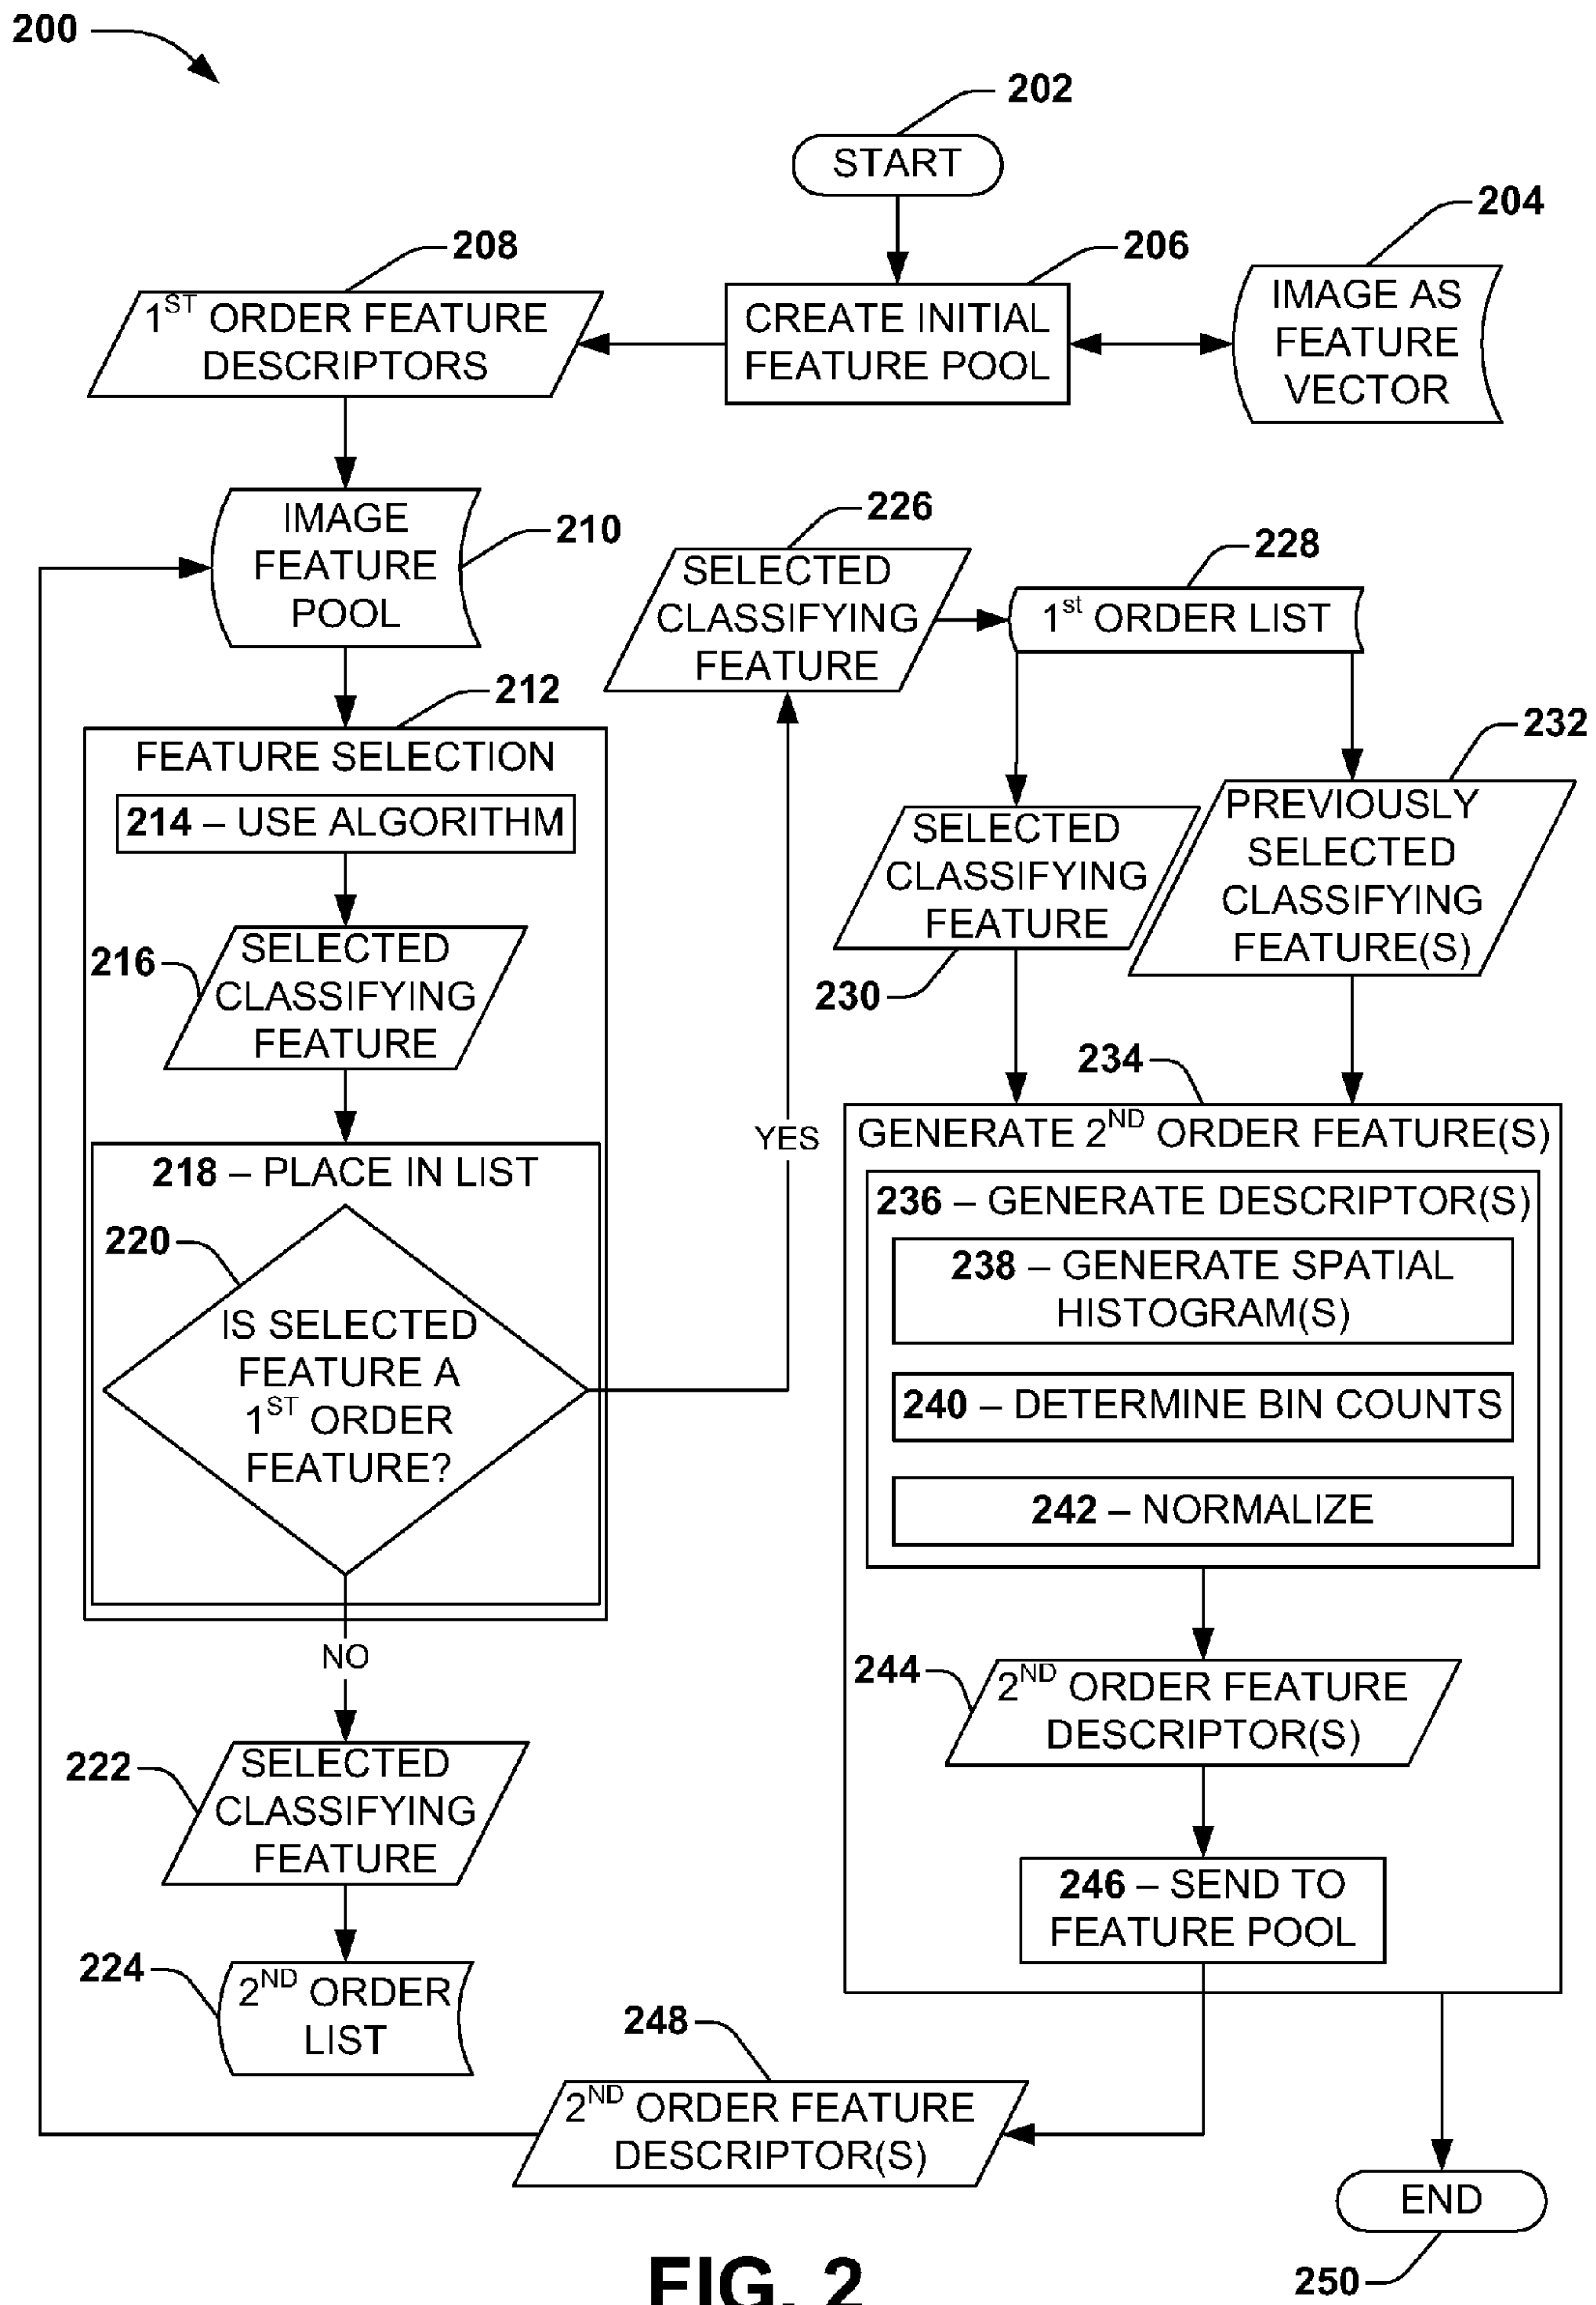 200
202
START
204
IMAGE AS
FEATURE
VECTOR
206
CREATE INITIAL
FEATURE POOL
208
1ST ORDER FEATURE
DESCRIPTORS
IMAGE
FEATURE
POOL
210
212
FEATURE SELECTION
214 – USE ALGORITHM
216
SELECTED
CLASSIFYING
FEATURE
218 – PLACE IN LIST
220
IS SELECTED
FEATURE A
1ST ORDER
FEATURE?
NO
222
SELECTED
CLASSIFYING
FEATURE
224
2ND ORDER
LIST
YES
226
SELECTED
CLASSIFYING
FEATURE
228
1st ORDER LIST
SELECTED
CLASSIFYING
FEATURE
230
232
PREVIOUSLY
SELECTED
CLASSIFYING
FEATURE(S)
234
GENERATE 2ND ORDER FEATURE(S)
236 – GENERATE DESCRIPTOR(S)
238 – GENERATE SPATIAL
HISTOGRAM(S)
240 – DETERMINE BIN COUNTS
242 – NORMALIZE
244
2ND ORDER FEATURE
DESCRIPTOR(S)
246 – SEND TO
FEATURE POOL
248
2ND ORDER FEATURE
DESCRIPTOR(S)
END
250
FIG. 2